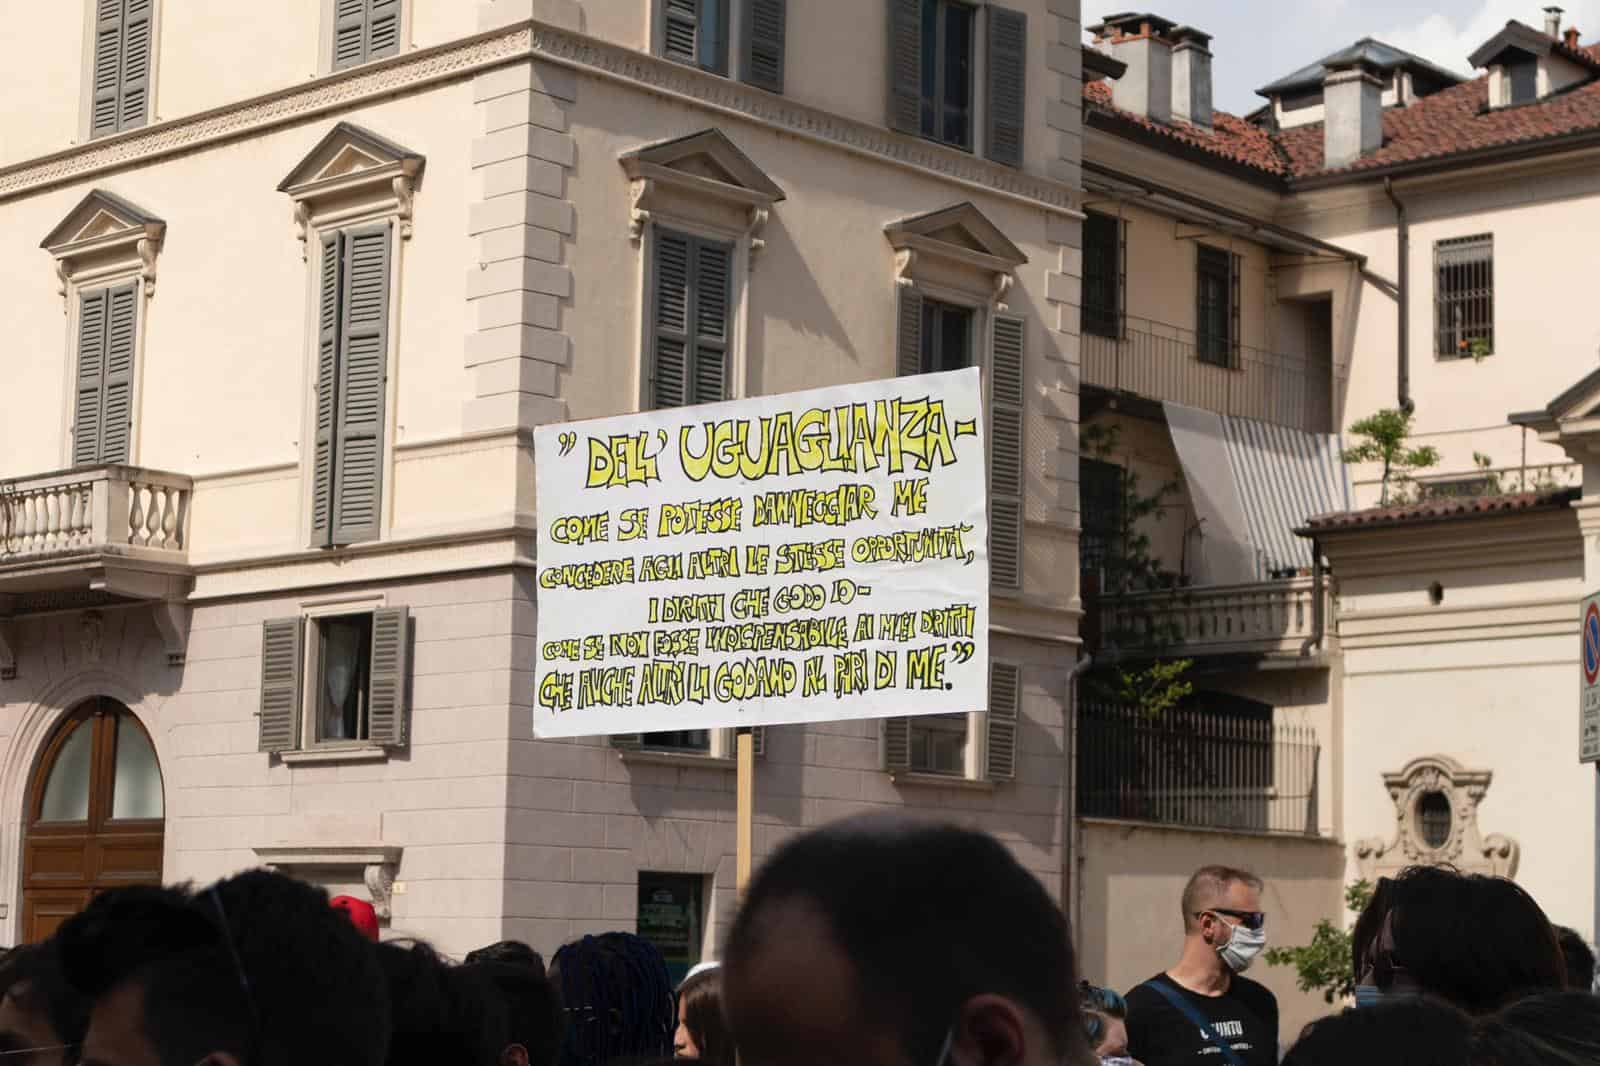 " DELL' UGUAGLIANZA-
COME SE POTESSE DANNEGGIAR ME
CONCEDERE AGLI ALTRI LE STESSE OPPORTUNITÀ,
I DIRITTI CHE GODO IO-
COME SE NON FOSSE INDISPENSABILE AI MIEI DIRITTI
CHE ANCHE ALTRI LI GODANO AL PARI DI ME."